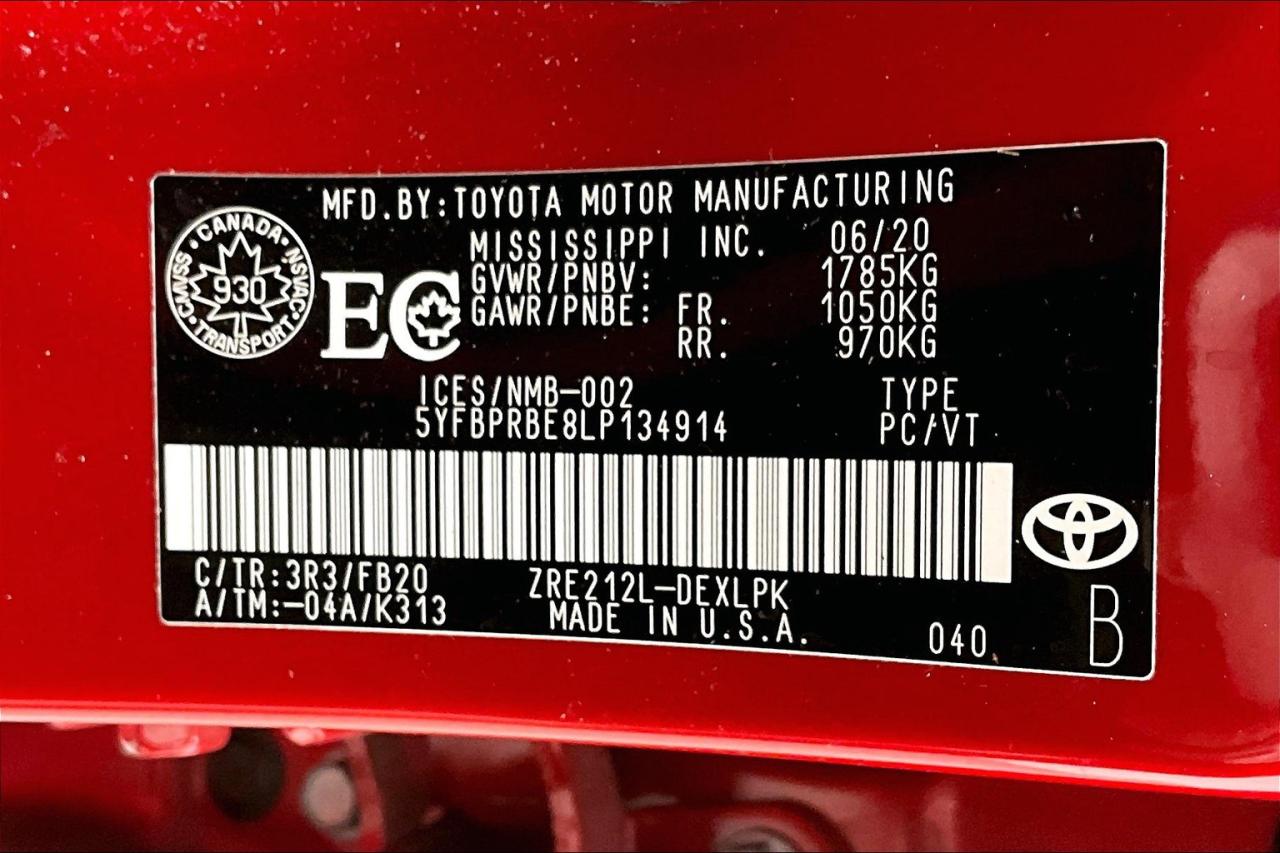 MFD.BY:TOYOTA MOTOR MANUFACTURING
MISSISSIPPI INC. 06/20
GVWR/PNBV: 1785KG
GAWR/PNBE: FR. 1050KG
RR. 970KG
CANADA
NSVAC
TRANSPORT
CMVSS
930
EC
ICES/NMB-002 TYPE
5YFBPRBE8LP134914 PC/VT
C/TR:3R3/FB20 ZRE212L-DEXLPK
A/TM:-04A/K313 MADE IN U.S.A.
040
B